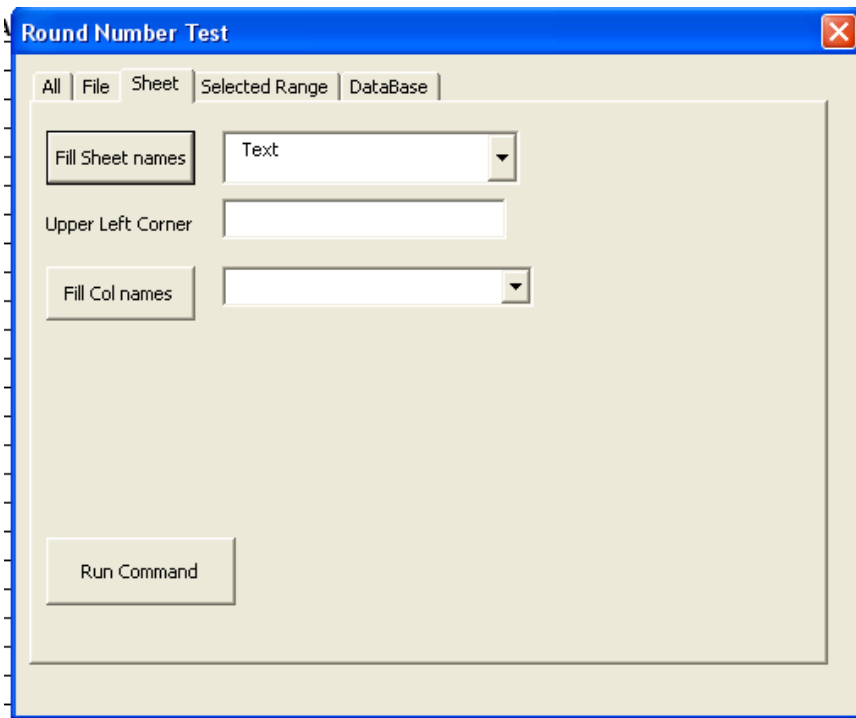 Round Number Test
All File Sheet Selected Range DataBase
Fill Sheet names Text
Upper Left Corner
Fill Col names
Run Command